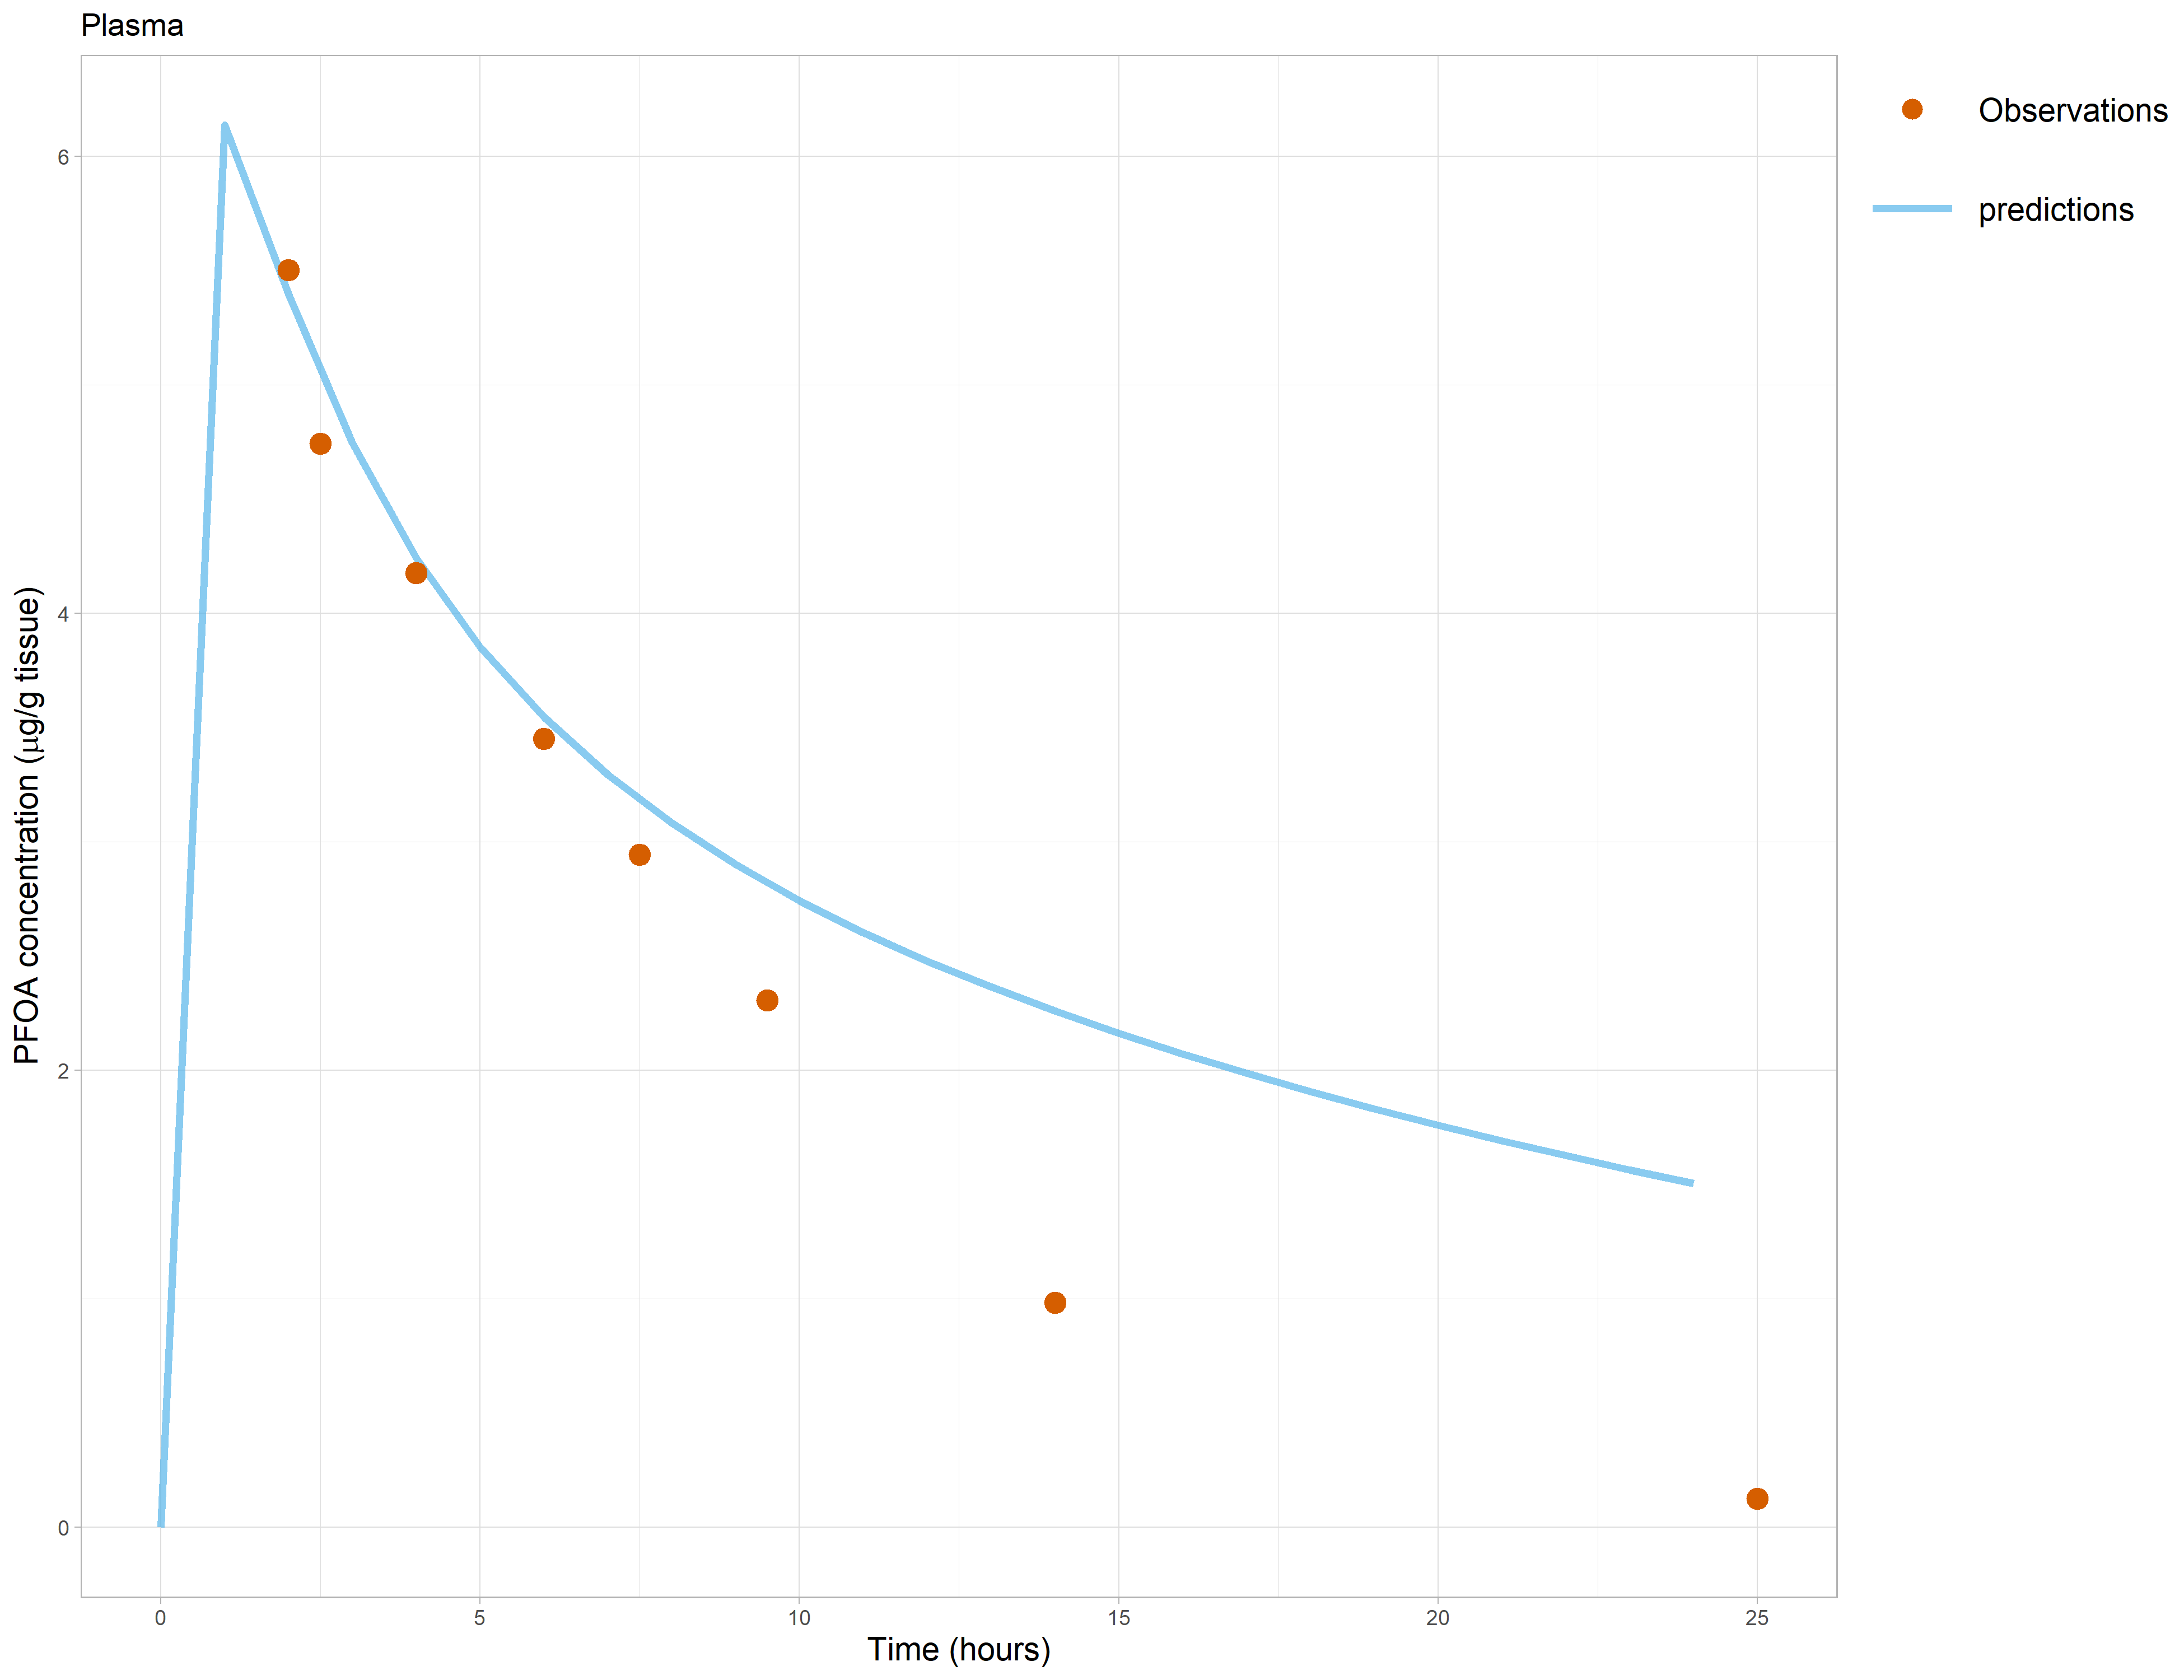 Plasma
Observations
predictions
PFOA concentration (μg/g tissue)
6
4
2
0
0 5 10 15 20 25
Time (hours)